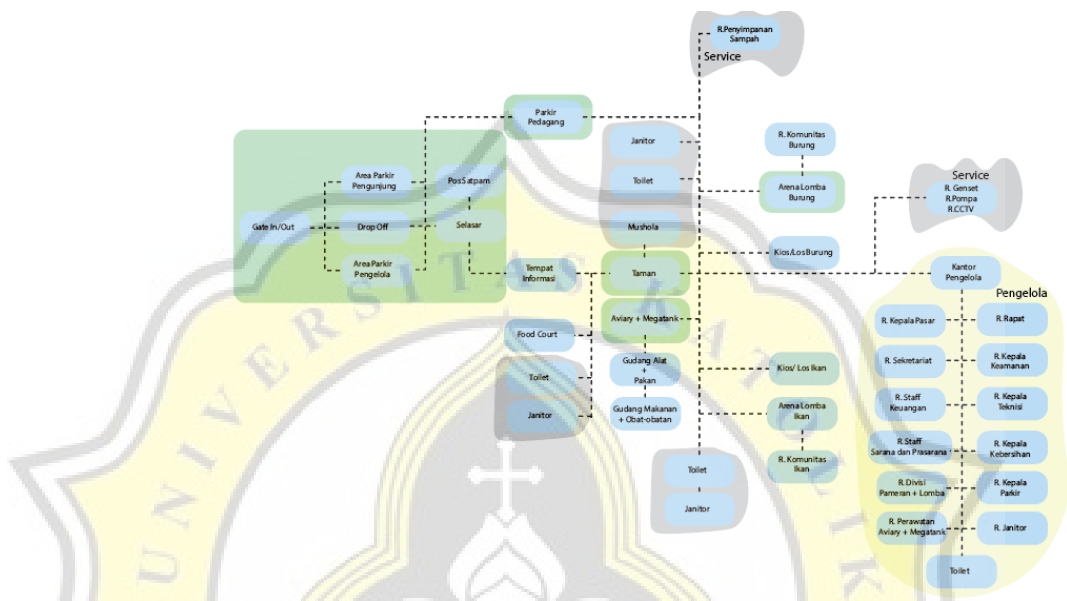 R.Penyimpanan
Sampah
Service
Parkir
Pedagang
Janitor
R. Komunitas
Burung
Area Parkir
Pengunjung
Pos Satpam
Toilet
Arena Lomba
Burung
Service
R. Genset
R.Pompa
R.CCTV
Gate In/Out
Drop Off
Selasar
Mushola
Kios/Los Burung
Area Parkir
Pengelola
Tempat
Informasi
Taman
Kantor
Pengelola
Pengelola
Aviary + Megatank
R. Kepala Pasar
R. Rapat
Food Court
Gudang Alat
+
Pakan
Kios/ Los Ikan
R. Sekretariat
R. Kepala
Keamanan
Toilet
Janitor
Gudang Makanan
+ Obat-obatan
Arena Lomba
Ikan
R. Staff
Keuangan
R. Kepala
Teknisi
R.Staff
Sarana dan Prasarana
R. Kepala
Kebersihan
Toilet
R. Komunitas
Ikan
R.Divisi
Pameran + Lomba
R. Kepala
Parkir
Janitor
R. Perawatan
Aviary + Megatank
R. Janitor
Toilet
UNIVERSITAS KATOLIK